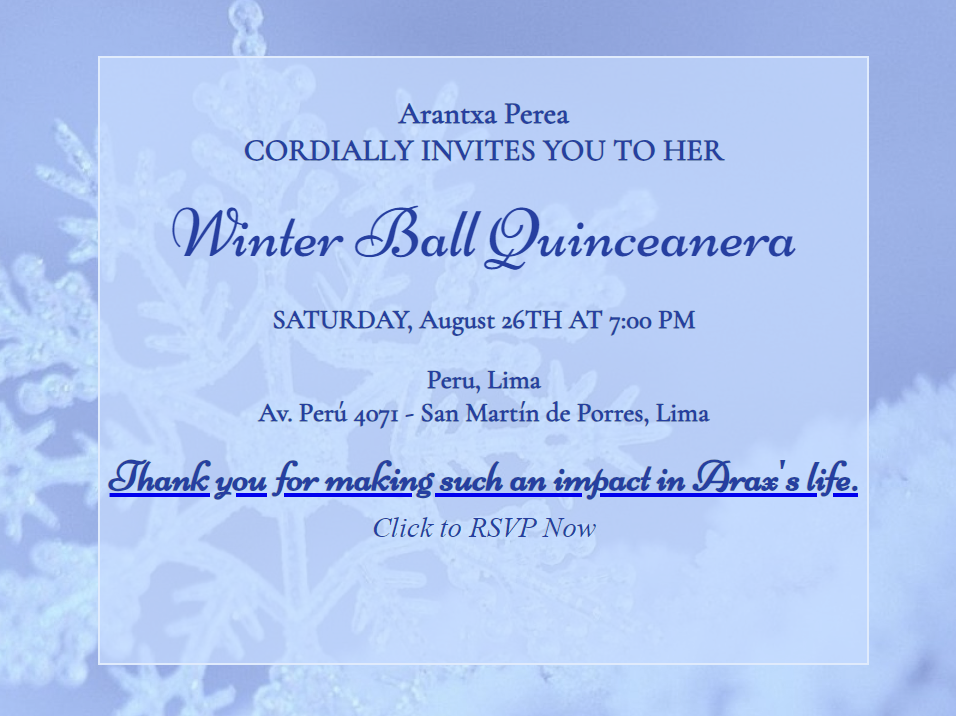 Arantxa Perea
CORDIALLY INVITES YOU TO HER
Winter Ball Quinceanera
SATURDAY, August 26TH AT 7:00 PM
Peru, Lima
Av. Perú 4071 - San Martín de Porres, Lima
Thank you for making such an impact in Arax's life.
Click to RSVP Now